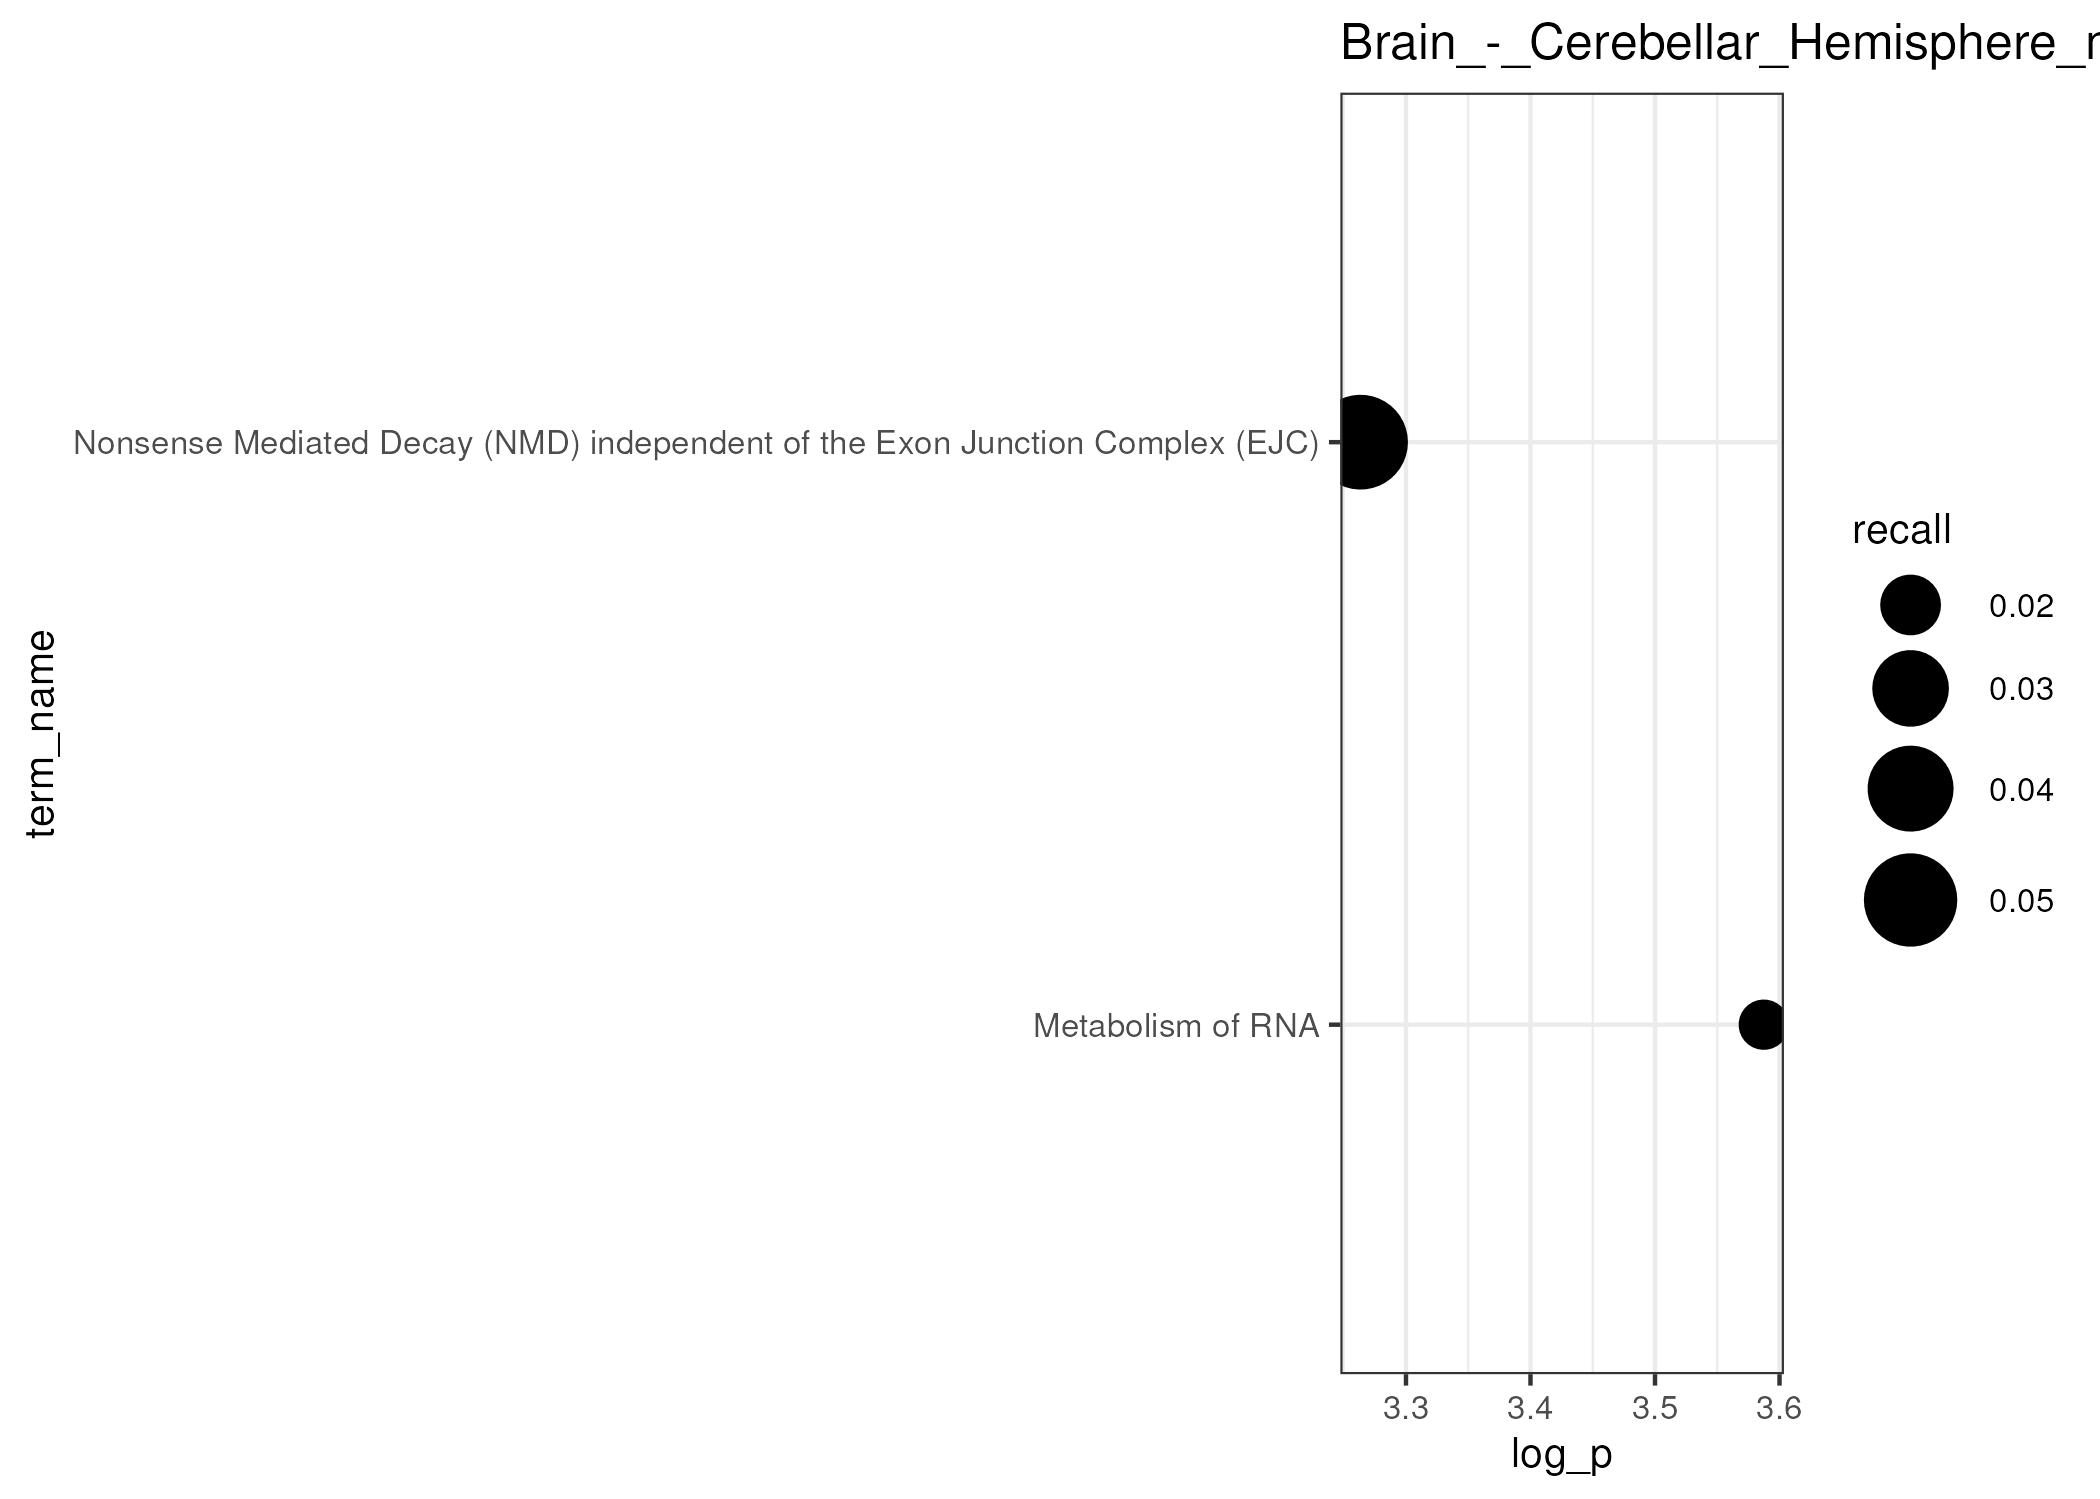 Brain_-_Cerebellar_Hemisphere_
term_name
Nonsense Mediated Decay (NMD) independent of the Exon Junction Complex (EJC)
Metabolism of RNA
3.3 3.4 3.5 3.6
log_p
recall
0.02
0.03
0.04
0.05